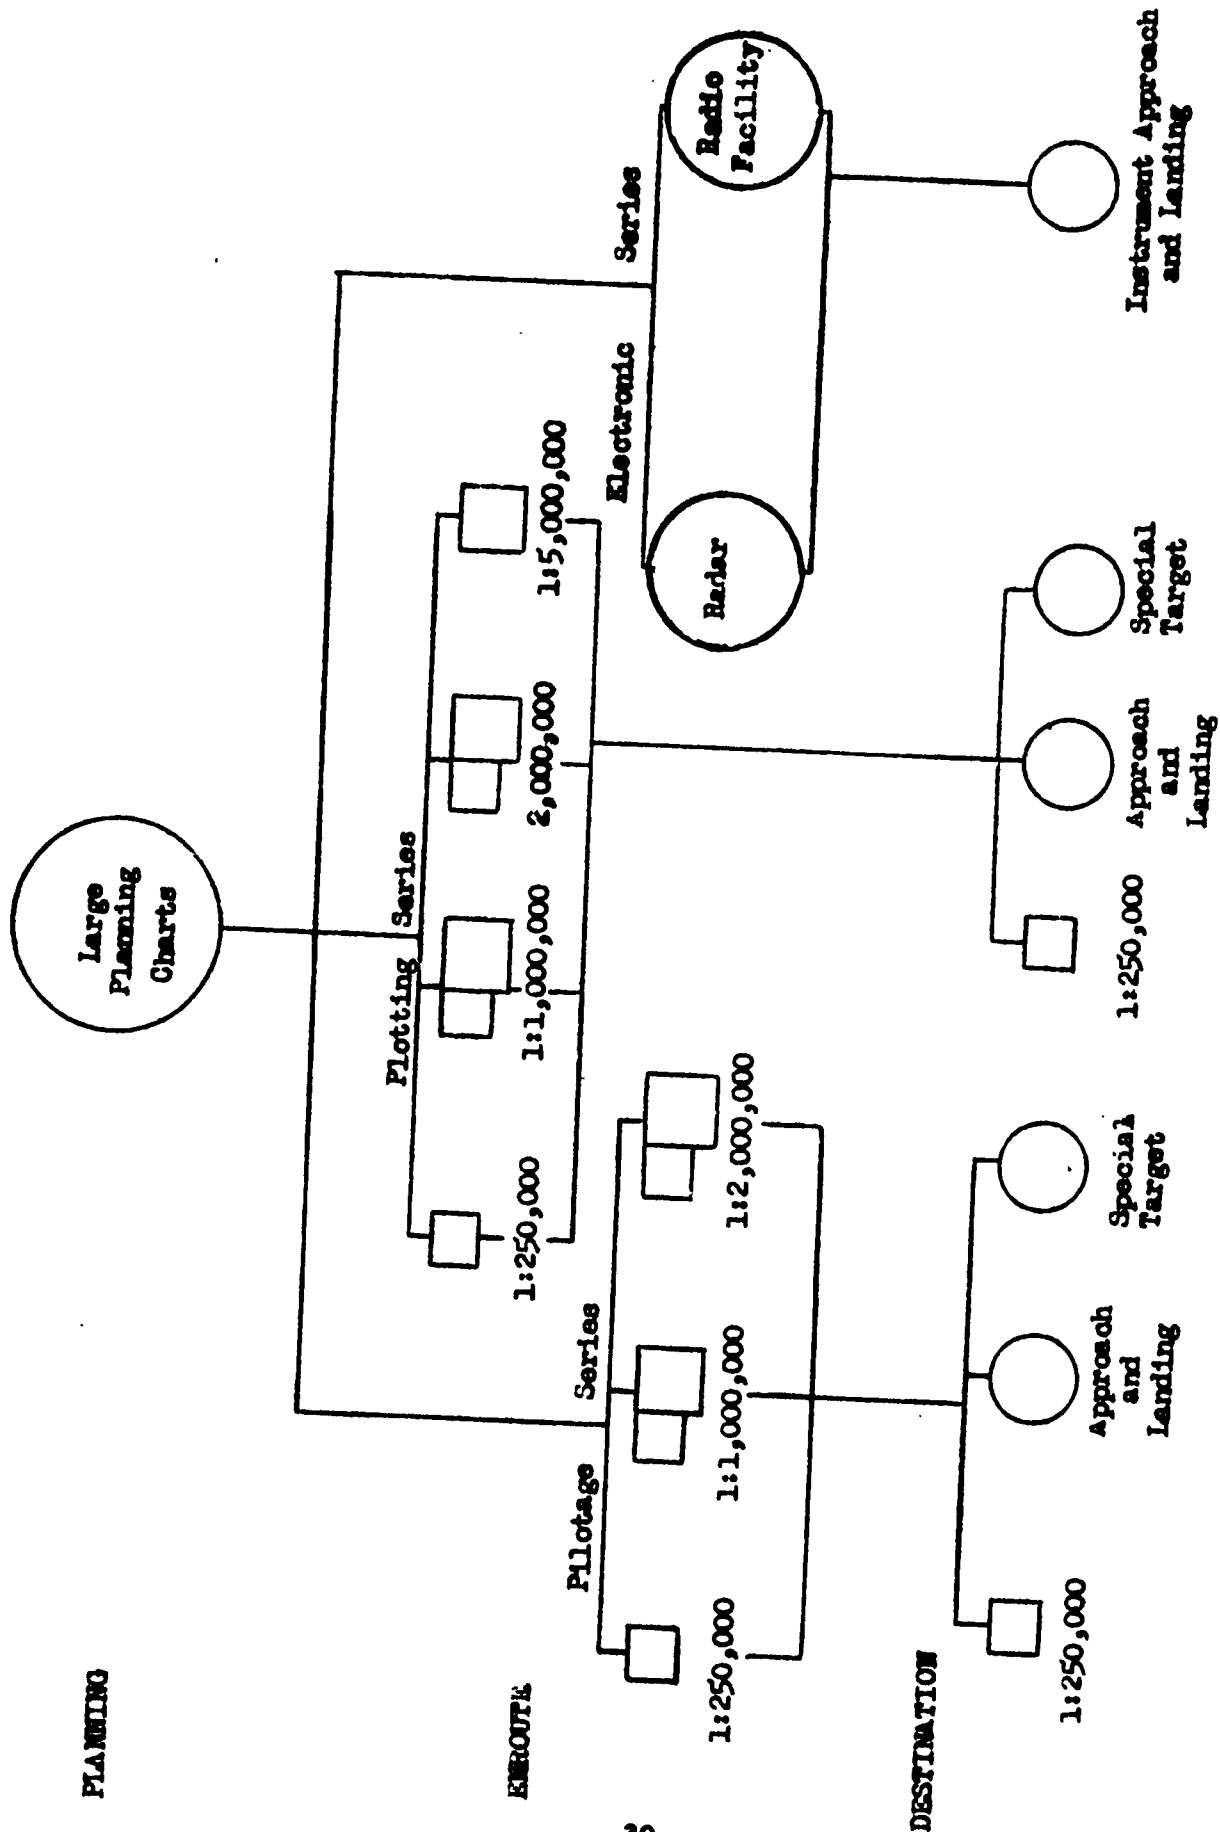 PLANNING
Large
Planning
Charts
ENROUTE
Plotting Series
1:250,000
1:1,000,000
2,000,000
1:5,000,000
Pilotage Series
1:250,000
1:1,000,000
1:2,000,000
Electronic Series
Radar
Radio
Facility
DESTINATION
1:250,000
Approach
and
Landing
Special
Target
1:250,000
Approach
and
Landing
Special
Target
Instrument Approach
and Landing